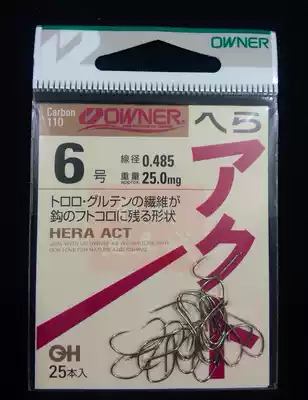 OWNER
Carbon
110
OWNER
へら
アクト
6号
線径 0.485
重量 25.0mg
approx.
トロロ・グルテンの繊維が
鈎のフトコロに残る形状
HERA ACT
GH
25本入